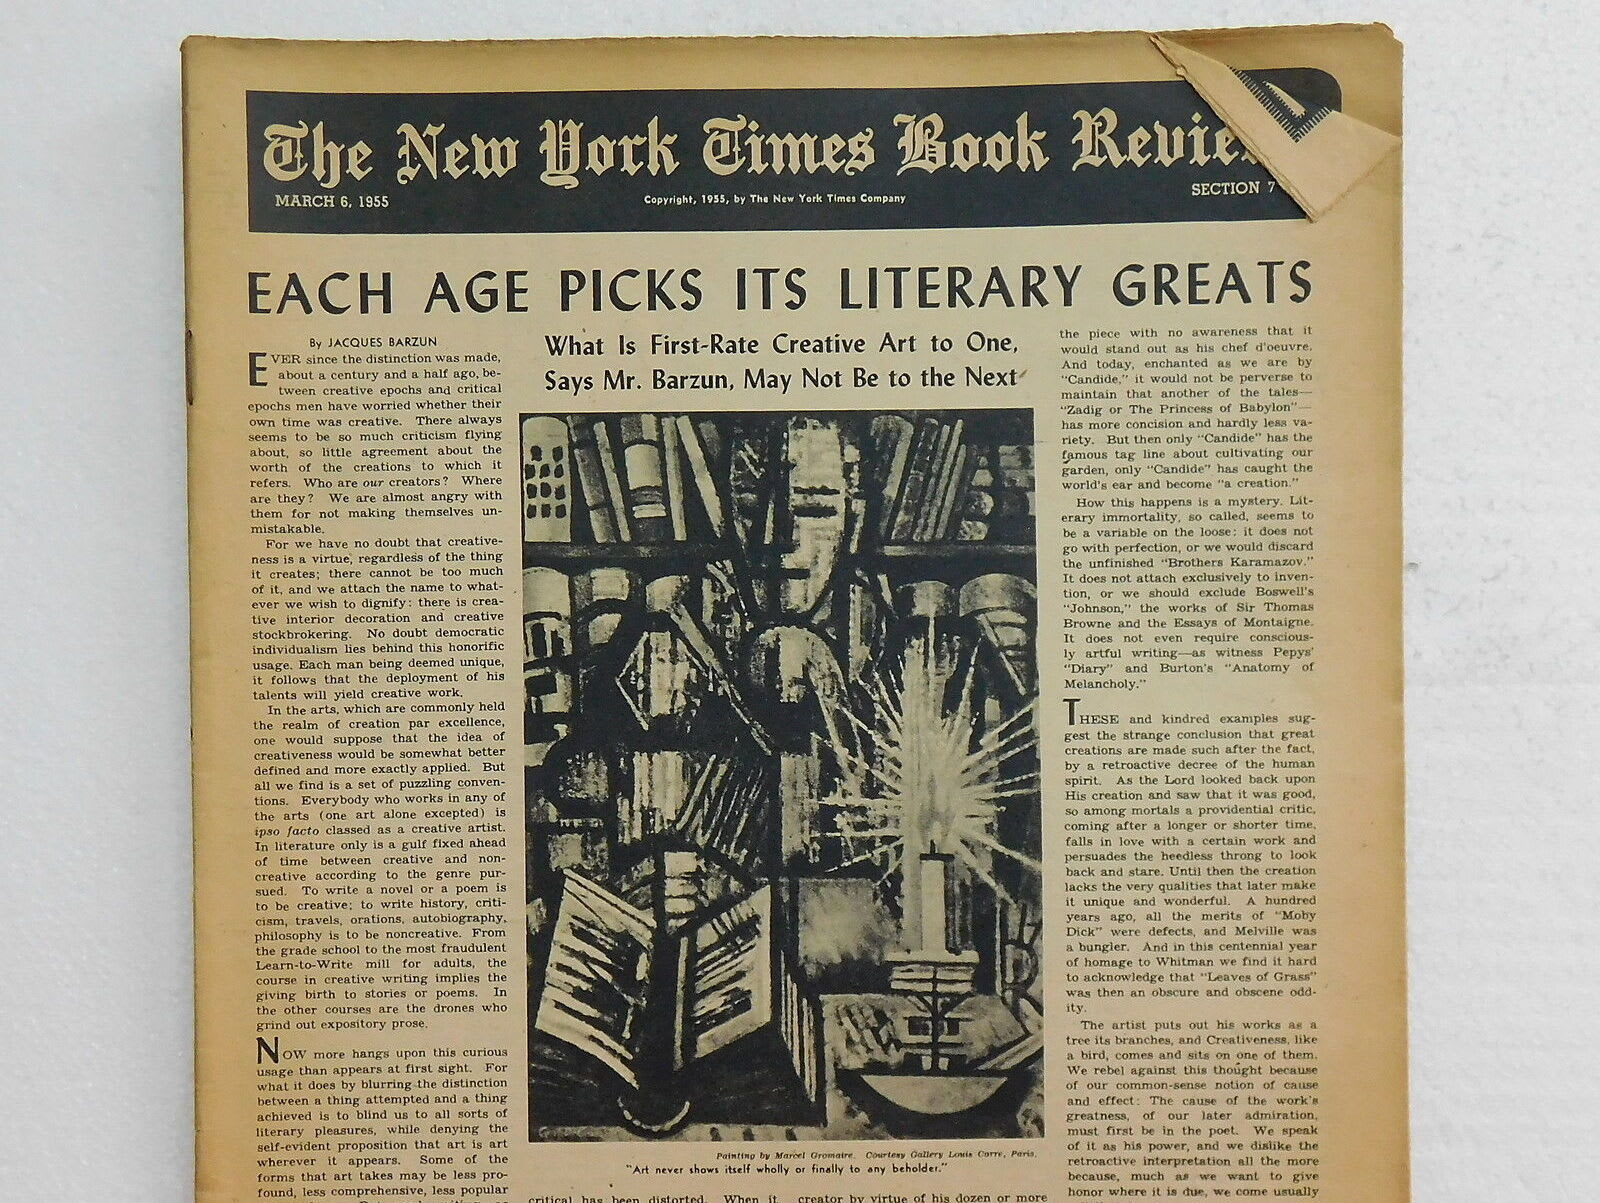 The New York Times Book Revie
MARCH 6, 1955
Copyright, 1955, by The New York Times Company
SECTION 7
EACH AGE PICKS ITS LITERARY GREATS
What Is First-Rate Creative Art to One,
Says Mr. Barzun, May Not Be to the Next
By JACQUES BARZUN
EVER since the distinction was made,
about a century and a half ago, be-
tween creative epochs and critical
epochs men have worried whether their
own time was creative. There always
seems to be so much criticism flying
about, so little agreement about the
worth of the creations to which it
refers. Who are our creators? Where
are they? We are almost angry with
them for not making themselves un-
mistakable.
For we have no doubt that creative-
ness is a virtue, regardless of the thing
it creates; there cannot be too much
of it, and we attach the name to what-
ever we wish to dignify: there is crea-
tive interior decoration and creative
stockbrokering. No doubt democratic
individualism lies behind this honorific
usage. Each man being deemed unique,
it follows that the deployment of his
talents will yield creative work.
In the arts, which are commonly held
the realm of creation par excellence,
one would suppose that the idea of
creativeness would be somewhat better
defined and more exactly applied. But
all we find is a set of puzzling conven-
tions. Everybody who works in any of
the arts (one art alone excepted) is
ipso facto classed as a creative artist.
In literature only is a gulf fixed ahead
of time between creative and non-
creative according to the genre pur-
sued. To write a novel or a poem is
to be creative; to write history, criti-
cism, travels, orations, autobiography,
philosophy is to be noncreative. From
the grade school to the most fraudulent
Learn-to-Write mill for adults, the
course in creative writing implies the
giving birth to stories or poems. In
the other courses are the drones who
grind out expository prose.
NOW more hangs upon this curious
usage than appears at first sight. For
what it does by blurring the distinction
between a thing attempted and a thing
achieved is to blind us to all sorts of
literary pleasures, while denying the
self-evident proposition that art is art
wherever it appears. Some of the
forms that art takes may be less pro-
found, less comprehensive, less popular
Painting by Marcel Gromaire. Courtesy Gallery Louis Carre, Paris.
"Art never shows itself wholly or finally to any beholder."
critical has been distorted. When it
creator by virtue of his dozen or more
the piece with no awareness that it
would stand out as his chef d'oeuvre.
And today, enchanted as we are by
"Candide," it would not be perverse to
maintain that another of the tales—
"Zadig or The Princess of Babylon"—
has more concision and hardly less va-
riety. But then only "Candide" has the
famous tag line about cultivating our
garden, only "Candide" has caught the
world's ear and become "a creation."
How this happens is a mystery. Lit-
erary immortality, so called, seems to
be a variable on the loose: it does not
go with perfection, or we would discard
the unfinished "Brothers Karamazov."
It does not attach exclusively to inven-
tion, or we should exclude Boswell's
"Johnson," the works of Sir Thomas
Browne and the Essays of Montaigne.
It does not even require conscious-
ly artful writing—as witness Pepys'
"Diary" and Burton's "Anatomy of
Melancholy."
THESE and kindred examples sug-
gest the strange conclusion that great
creations are made such after the fact,
by a retroactive decree of the human
spirit. As the Lord looked back upon
His creation and saw that it was good,
so among mortals a providential critic,
coming after a longer or shorter time,
falls in love with a certain work and
persuades the heedless throng to look
back and stare. Until then the creation
lacks the very qualities that later make
it unique and wonderful. A hundred
years ago, all the merits of "Moby
Dick" were defects, and Melville was
a bungler. And in this centennial year
of homage to Whitman we find it hard
to acknowledge that "Leaves of Grass"
was then an obscure and obscene odd-
ity.
The artist puts out his works as a
tree its branches, and Creativeness, like
a bird, comes and sits on one of them.
We rebel against this thought because
of our common-sense notion of cause
and effect: The cause of the work's
greatness, of our later admiration,
must first be in the poet. We speak
of it as his power, and we dislike the
retroactive interpretation all the more
because, much as we want to give
honor where it is due, we come usually